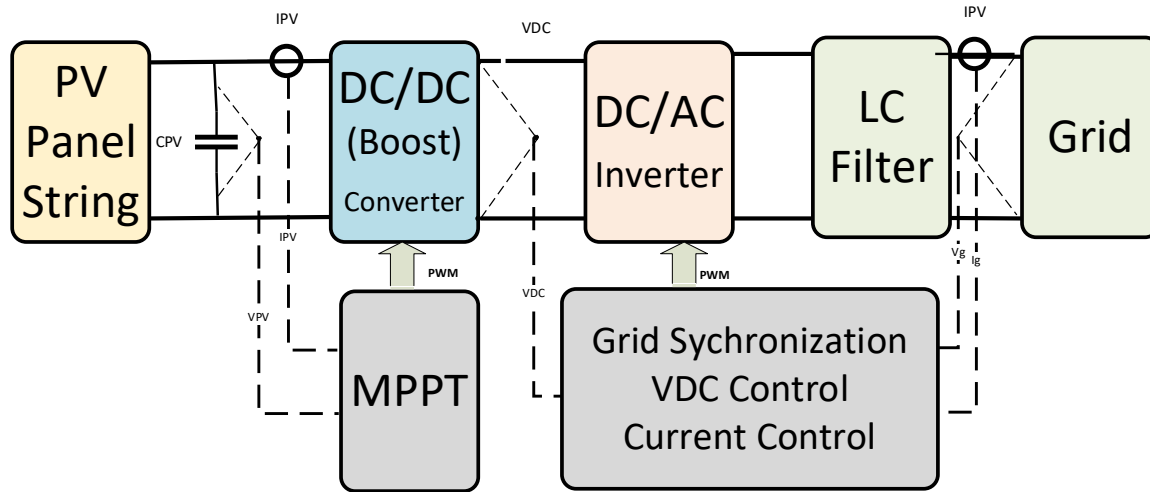 IPV
VDC
IPV
PV
Panel
String
CPV
DC/DC
(Boost)
Converter
DC/AC
Inverter
LC
Filter
Grid
IPV
VPV
PWM
VDC
PWM
Vg
Ig
MPPT
Grid Sychronization
VDC Control
Current Control